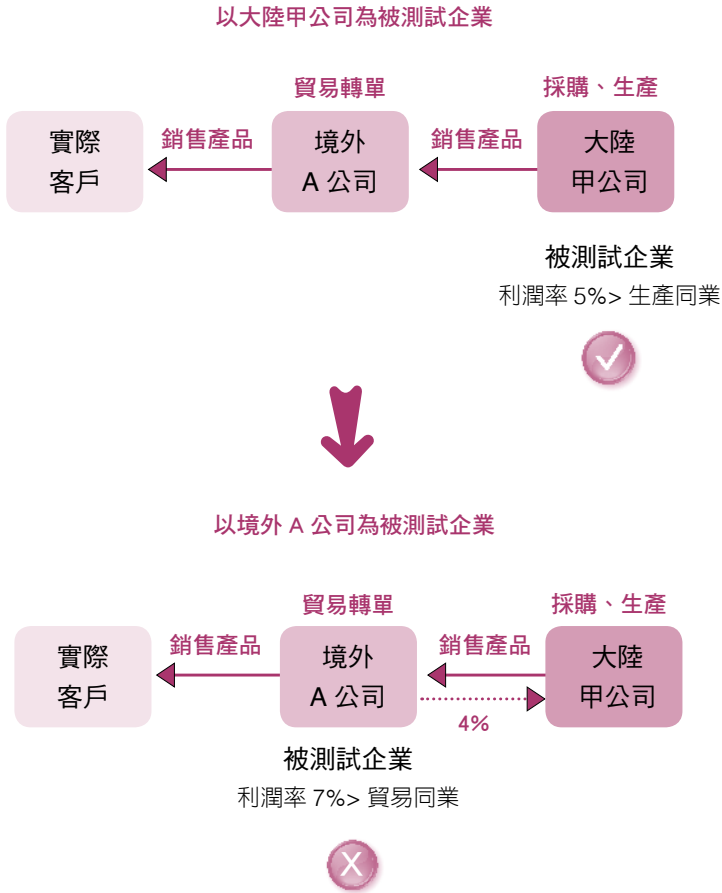 以大陸甲公司為被測試企業
貿易轉單
採購、生產
實際
客戶
銷售產品
境外
A 公司
銷售產品
大陸
甲公司
被測試企業
利潤率 5%> 生產同業
以境外 A 公司為被測試企業
貿易轉單
採購、生產
實際
客戶
銷售產品
境外
A 公司
銷售產品
4%
大陸
甲公司
被測試企業
利潤率 7%> 貿易同業
X